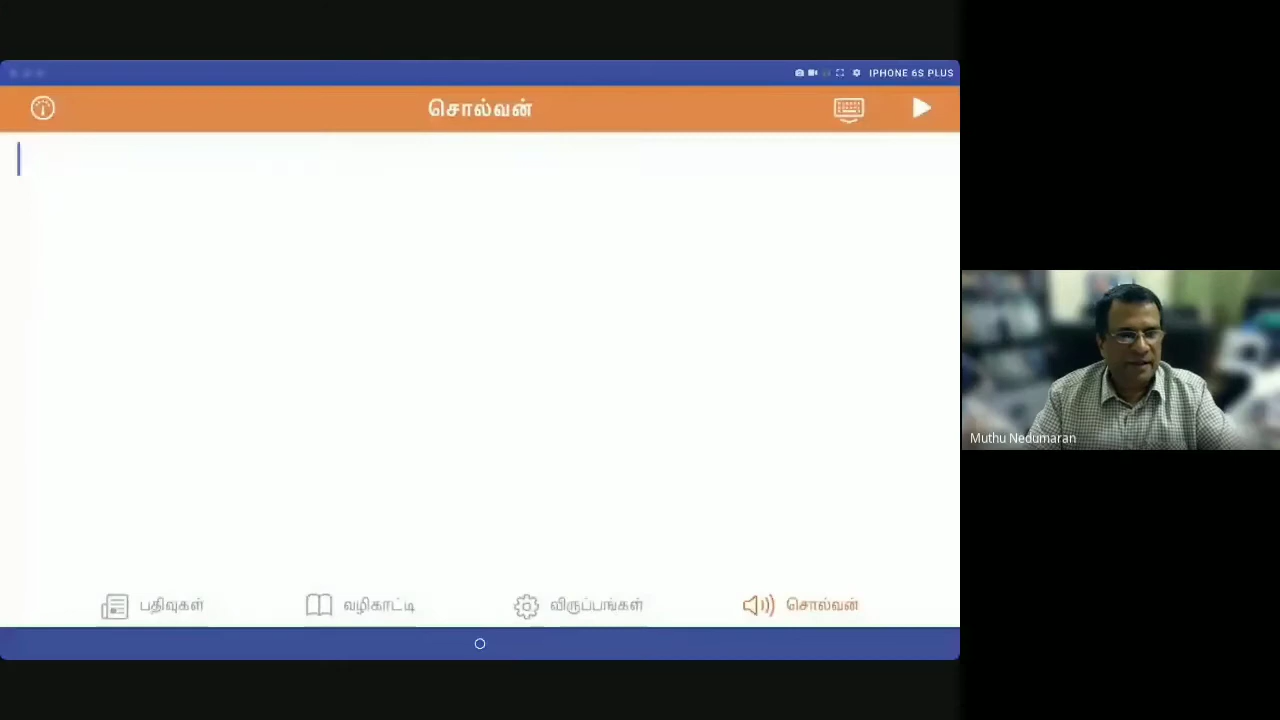 IPHONE 6S PLUS
சொல்வன்
பதிவுகள்
வழிகாட்டி
விருப்பங்கள்
சொல்வன்
Muthu Nedumaran